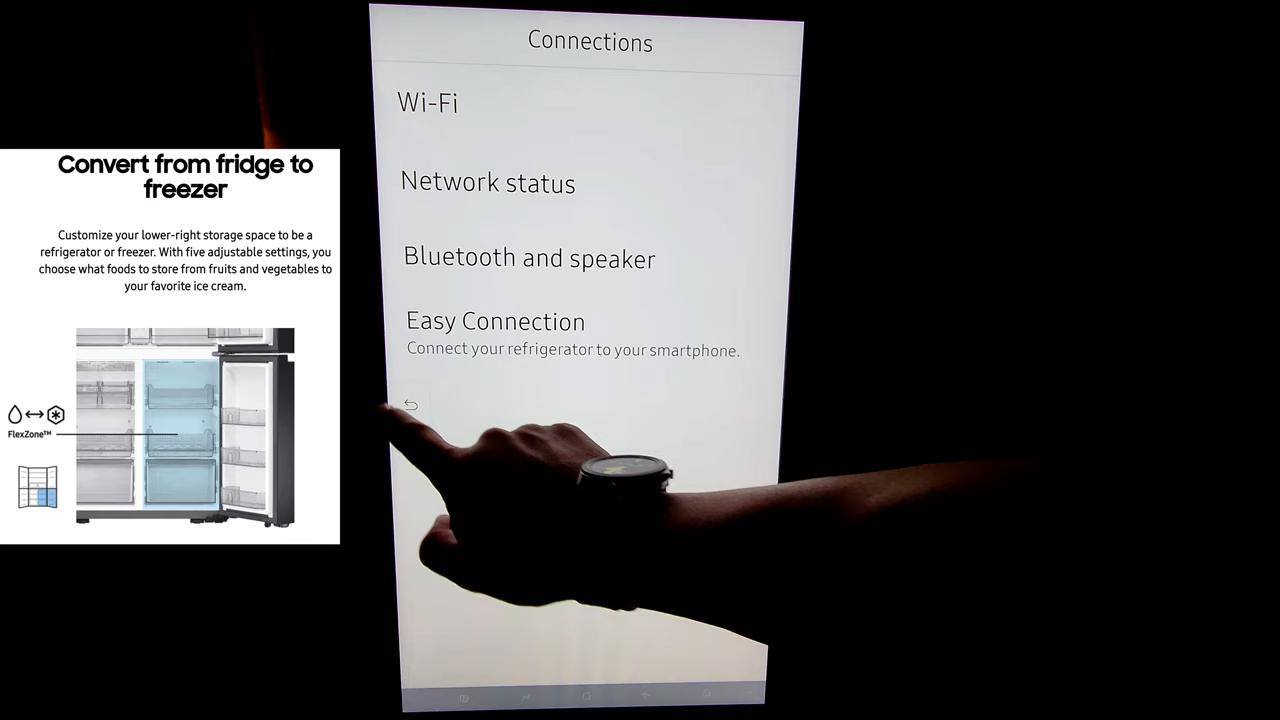 Connections
Wi-Fi
Network status
Bluetooth and speaker
Easy Connection
Connect your refrigerator to your smartphone.
Convert from fridge to
freezer
Customize your lower-right storage space to be a
refrigerator or freezer. With five adjustable settings, you
choose what foods to store from fruits and vegetables to
your favorite ice cream.
FlexZone™